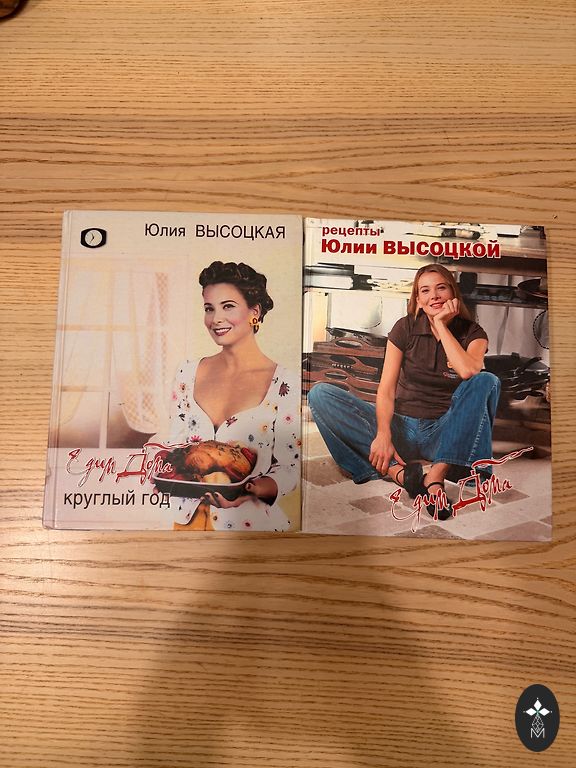 Юлия ВЫСОЦКАЯ
Едим Дома
круглый год
рецепты
Юлии ВЫСОЦКОЙ
Едим Дома
M